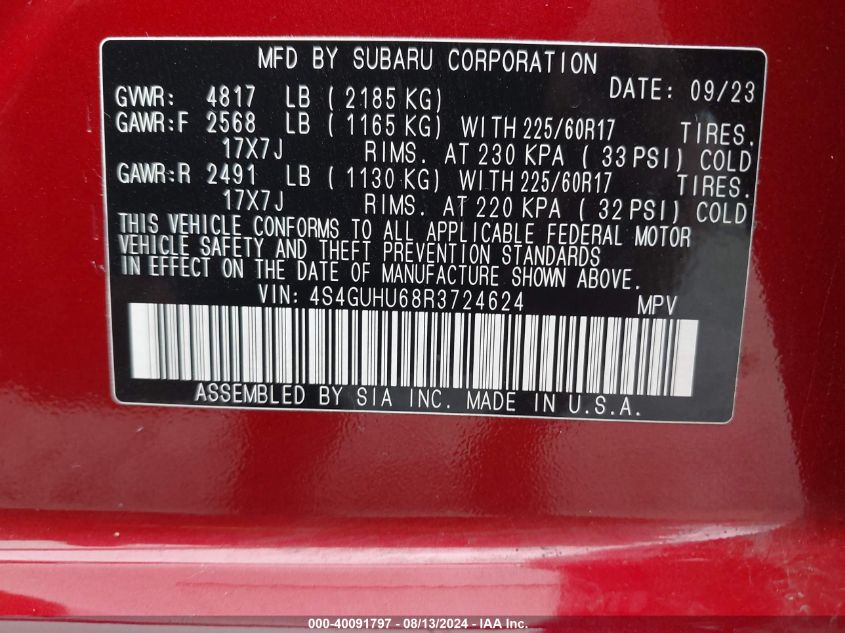 MFD BY SUBARU CORPORATION
DATE: 09/23
GVWR: 4817 LB ( 2185 KG)
GAWR:F 2568 LB ( 1165 KG) WITH 225/60R17 TIRES.
17X7J RIMS. AT 230 KPA ( 33 PSI) COLD
GAWR:R 2491 LB ( 1130 KG) WITH 225/60R17 TIRES.
17X7J RIMS. AT 220 KPA ( 32 PSI) COLD
THIS VEHICLE CONFORMS TO ALL APPLICABLE FEDERAL MOTOR
VEHICLE SAFETY AND THEFT PREVENTION STANDARDS
IN EFFECT ON THE DATE OF MANUFACTURE SHOWN ABOVE.
VIN: 4S4GUHU68R3724624 MPV
ASSEMBLED BY SIA INC. MADE IN U.S.A.
000-40091797 - 08/13/2024 - IAA Inc.